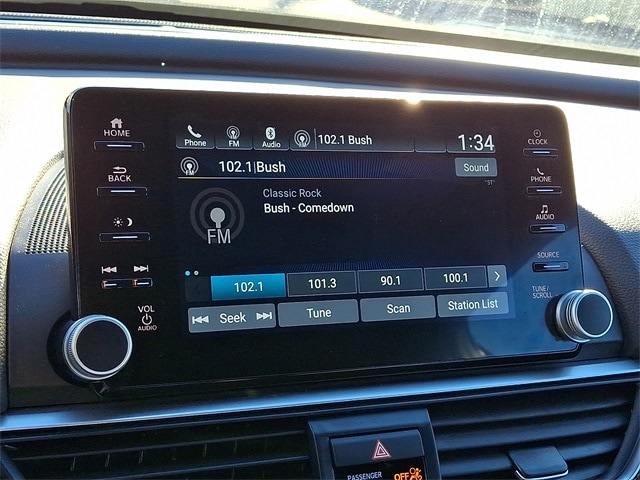 HOME
BACK
VOL
AUDIO
Phone
FM
Audio
102.1 Bush
1:34
102.1|Bush
Sound
"ST"
Classic Rock
Bush - Comedown
FM
102.1
101.3
90.1
100.1
Seek
Tune
Scan
Station List
CLOCK
PHONE
AUDIO
SOURCE
TUNE/
SCROLL
PASSENGER
OFF